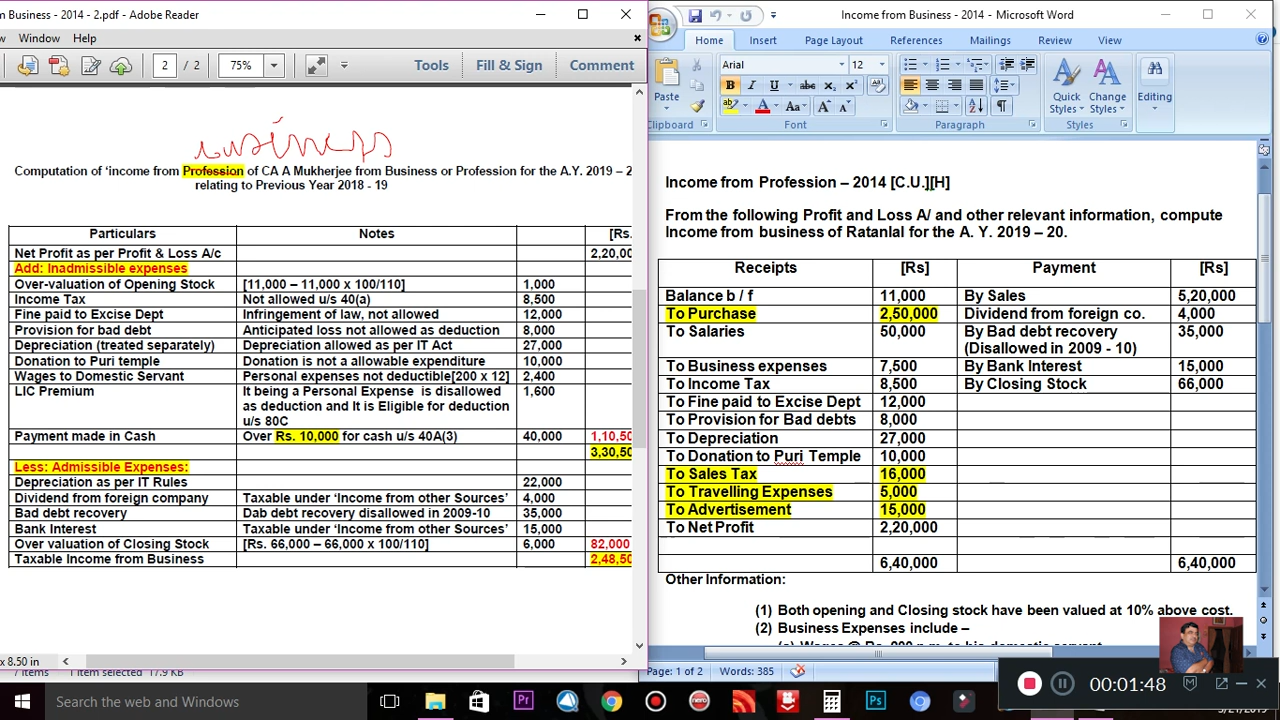 Business - 2014 - 2.pdf - Adobe Reader
Window Help
2 / 2 75% Tools Fill & Sign Comment
business
Computation of 'income from Profession of CA A Mukherjee from Business or Profession for the A.Y. 2019 – 2
relating to Previous Year 2018 - 19
Particulars Notes [Rs.
Net Profit as per Profit & Loss A/c 2,20,00
Add: Inadmissible expenses
Over-valuation of Opening Stock [11,000 – 11,000 x 100/110] 1,000
Income Tax Not allowed u/s 40(a) 8,500
Fine paid to Excise Dept Infringement of law, not allowed 12,000
Provision for bad debt Anticipated loss not allowed as deduction 8,000
Depreciation (treated separately) Depreciation allowed as per IT Act 27,000
Donation to Puri temple Donation is not a allowable expenditure 10,000
Wages to Domestic Servant Personal expenses not deductible[200 x 12] 2,400
LIC Premium It being a Personal Expense is disallowed 1,600
as deduction and It is Eligible for deduction
u/s 80C
Payment made in Cash Over Rs. 10,000 for cash u/s 40A(3) 40,000 1,10,50
3,30,50
Less: Admissible Expenses:
Depreciation as per IT Rules 22,000
Dividend from foreign company Taxable under 'Income from other Sources' 4,000
Bad debt recovery Dab debt recovery disallowed in 2009-10 35,000
Bank Interest Taxable under 'Income from other Sources' 15,000
Over valuation of Closing Stock [Rs. 66,000 – 66,000 x 100/110] 6,000 82,000
Taxable Income from Business 2,48,50
x 8.50 in
7 items 1 item selected 17.9 KB
Income from Business - 2014 - Microsoft Word
Home Insert Page Layout References Mailings Review View
Paste Arial 12 Quick Styles Change Styles Editing
Clipboard Font Paragraph Styles
Income from Profession – 2014 [C.U.][H]
From the following Profit and Loss A/ and other relevant information, compute
Income from business of Ratanlal for the A. Y. 2019 – 20.
Receipts [Rs] Payment [Rs]
Balance b / f 11,000 By Sales 5,20,000
To Purchase 2,50,000 Dividend from foreign co. 4,000
To Salaries 50,000 By Bad debt recovery 35,000
(Disallowed in 2009 - 10)
To Business expenses 7,500 By Bank Interest 15,000
To Income Tax 8,500 By Closing Stock 66,000
To Fine paid to Excise Dept 12,000
To Provision for Bad debts 8,000
To Depreciation 27,000
To Donation to Puri Temple 10,000
To Sales Tax 16,000
To Travelling Expenses 5,000
To Advertisement 15,000
To Net Profit 2,20,000
6,40,000 6,40,000
Other Information:
(1) Both opening and Closing stock have been valued at 10% above cost.
(2) Business Expenses include –
Page: 1 of 2 Words: 385
00:01:48
Search the web and Windows